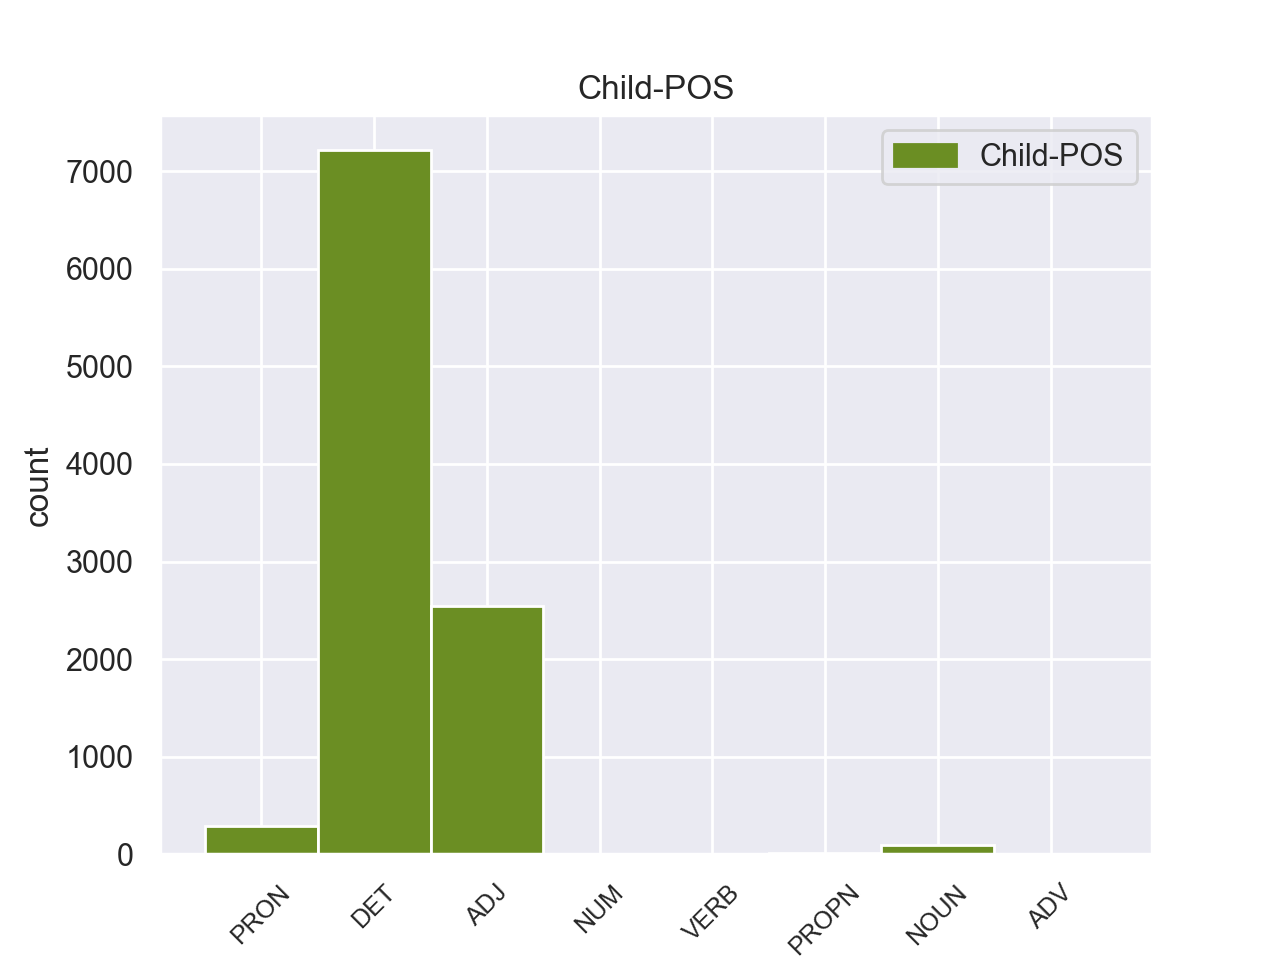 Child-POS
Child-POS
count
7000
6000
5000
4000
3000
2000
1000
0
PRON
DET
ADJ
NUM
VERB
PROPN
NOUN
ADV